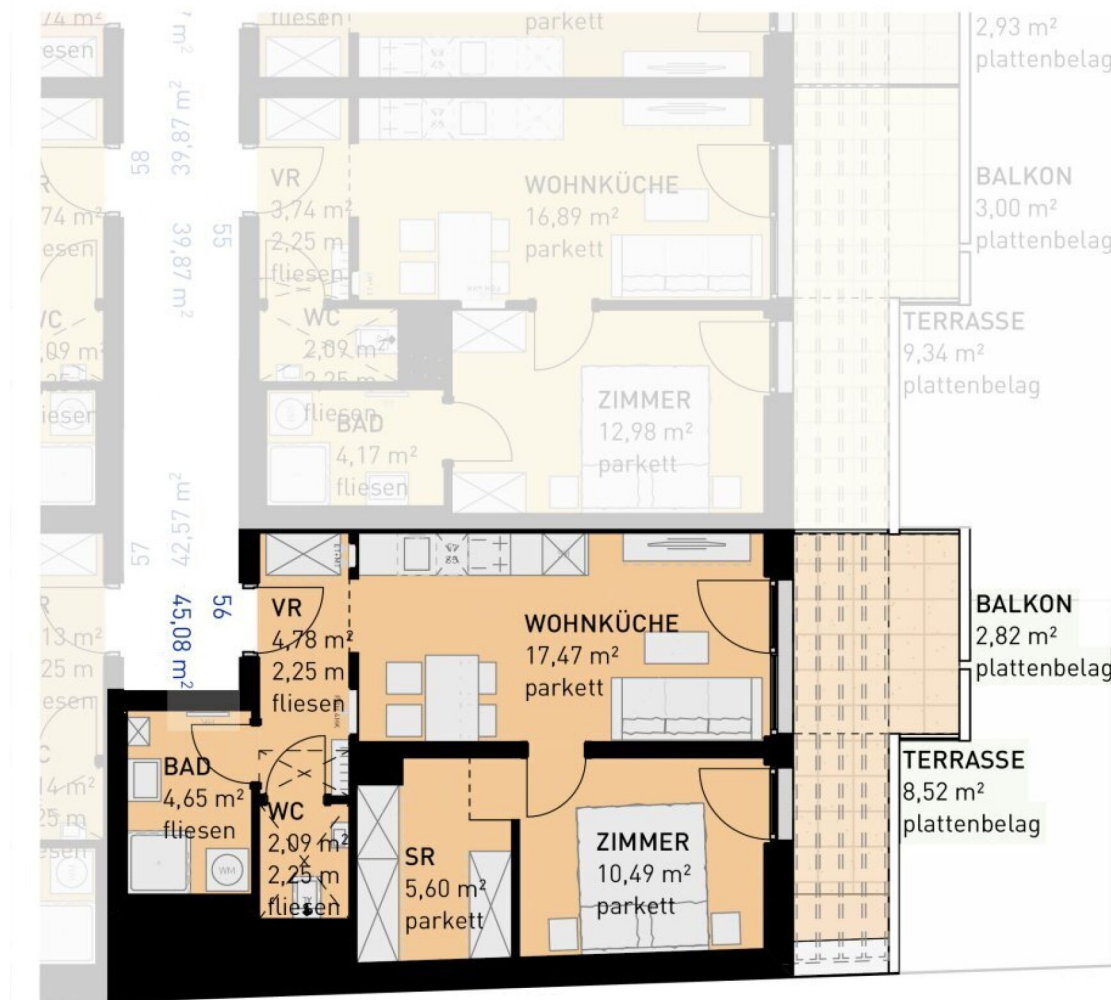 2,93 m²
plattenbelag
parkett
fliesen
58
39,87 m²
39,87 m²
55
VR
3,74 m²
2,25 m
fliesen
WOHNKÜCHE
16,89 m²
parkett
BALKON
3,00 m²
plattenbelag
WC
2,09 m²
2,25 m
fliesen
TERRASSE
9,34 m²
plattenbelag
BAD
4,17 m²
fliesen
ZIMMER
12,98 m²
parkett
57
42,57 m²
45,08 m²
56
VR
4,78 m²
2,25 m
fliesen
WOHNKÜCHE
17,47 m²
parkett
BALKON
2,82 m²
plattenbelag
BAD
4,65 m²
fliesen
WM
WC
2,09 m²
2,25 m
fliesen
SR
5,60 m²
parkett
ZIMMER
10,49 m²
parkett
TERRASSE
8,52 m²
plattenbelag